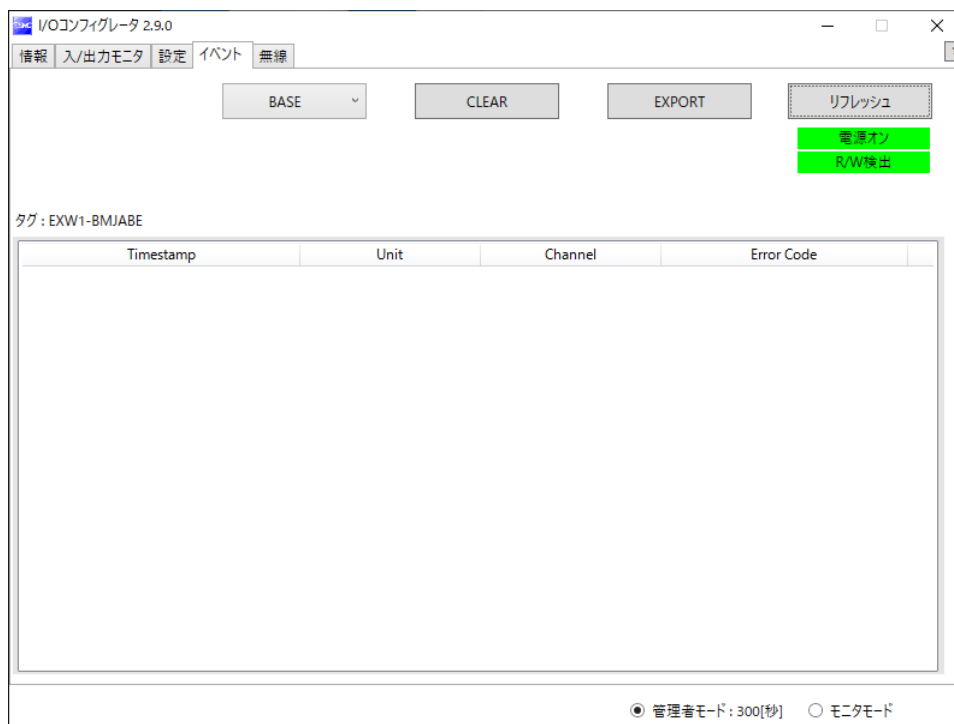 I/Oコンフィグレータ 2.9.0
情報 入/出力モニタ 設定 イベント 無線
BASE CLEAR EXPORT リフレッシュ
電源オン
R/W検出
タグ : EXW1-BMJABE
Timestamp Unit Channel Error Code
管理者モード : 300[秒] モニタモード